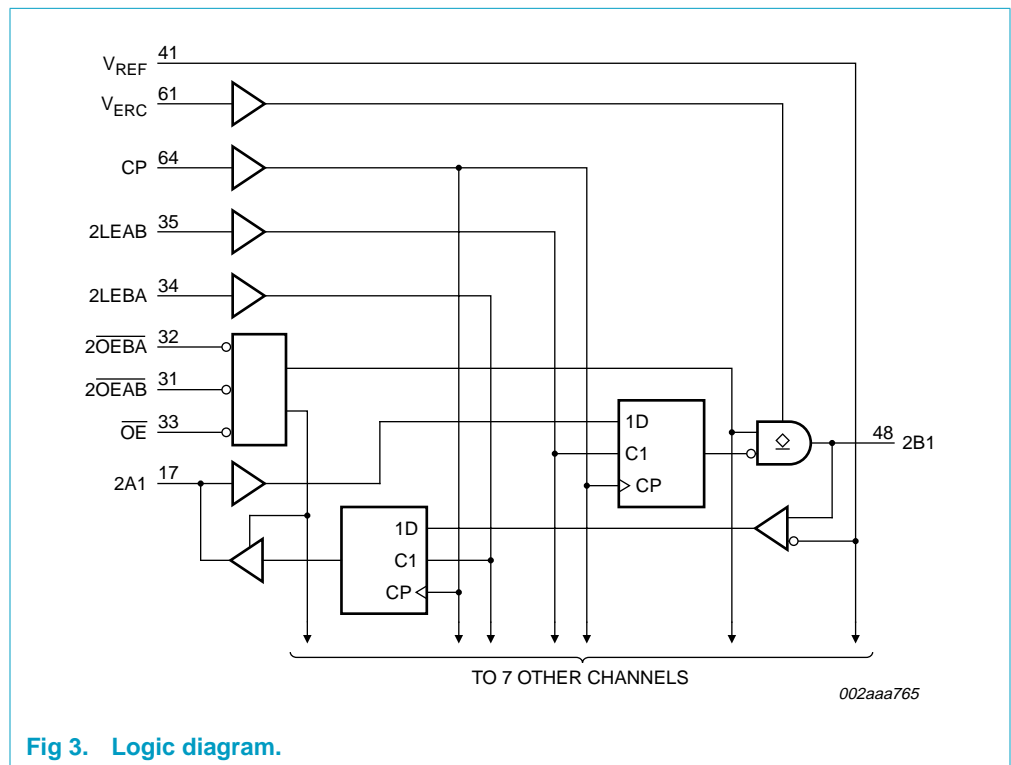 VREF 41
VERC 61
CP 64
2LEAB 35
2LEBA 34
2OEBA 32
2OEAB 31
OE 33
2A1 17
1D
C1
CP
48 2B1
1D
C1
CP
TO 7 OTHER CHANNELS
002aaa765
Fig 3. Logic diagram.